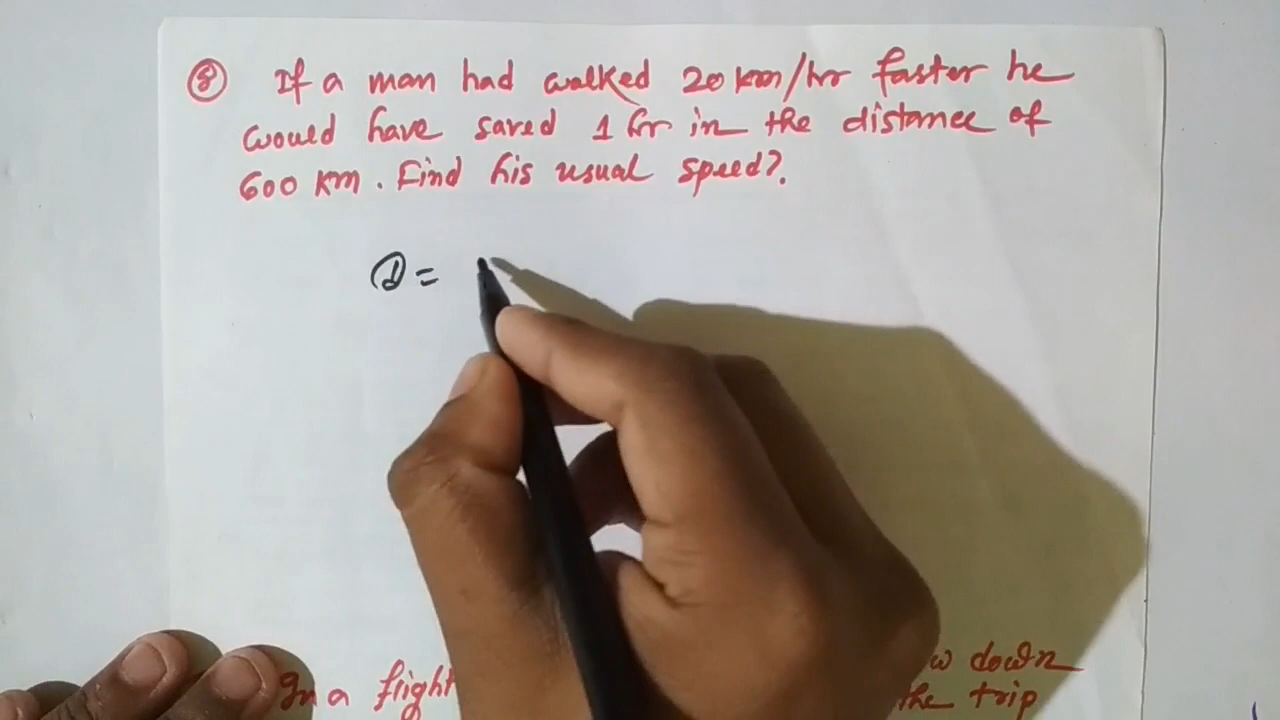 8 If a man had walked 20 km/hr faster he
would have saved 1 hr in the distance of
600 km. Find his usual speed?.
D =
In a flight
w down
the trip